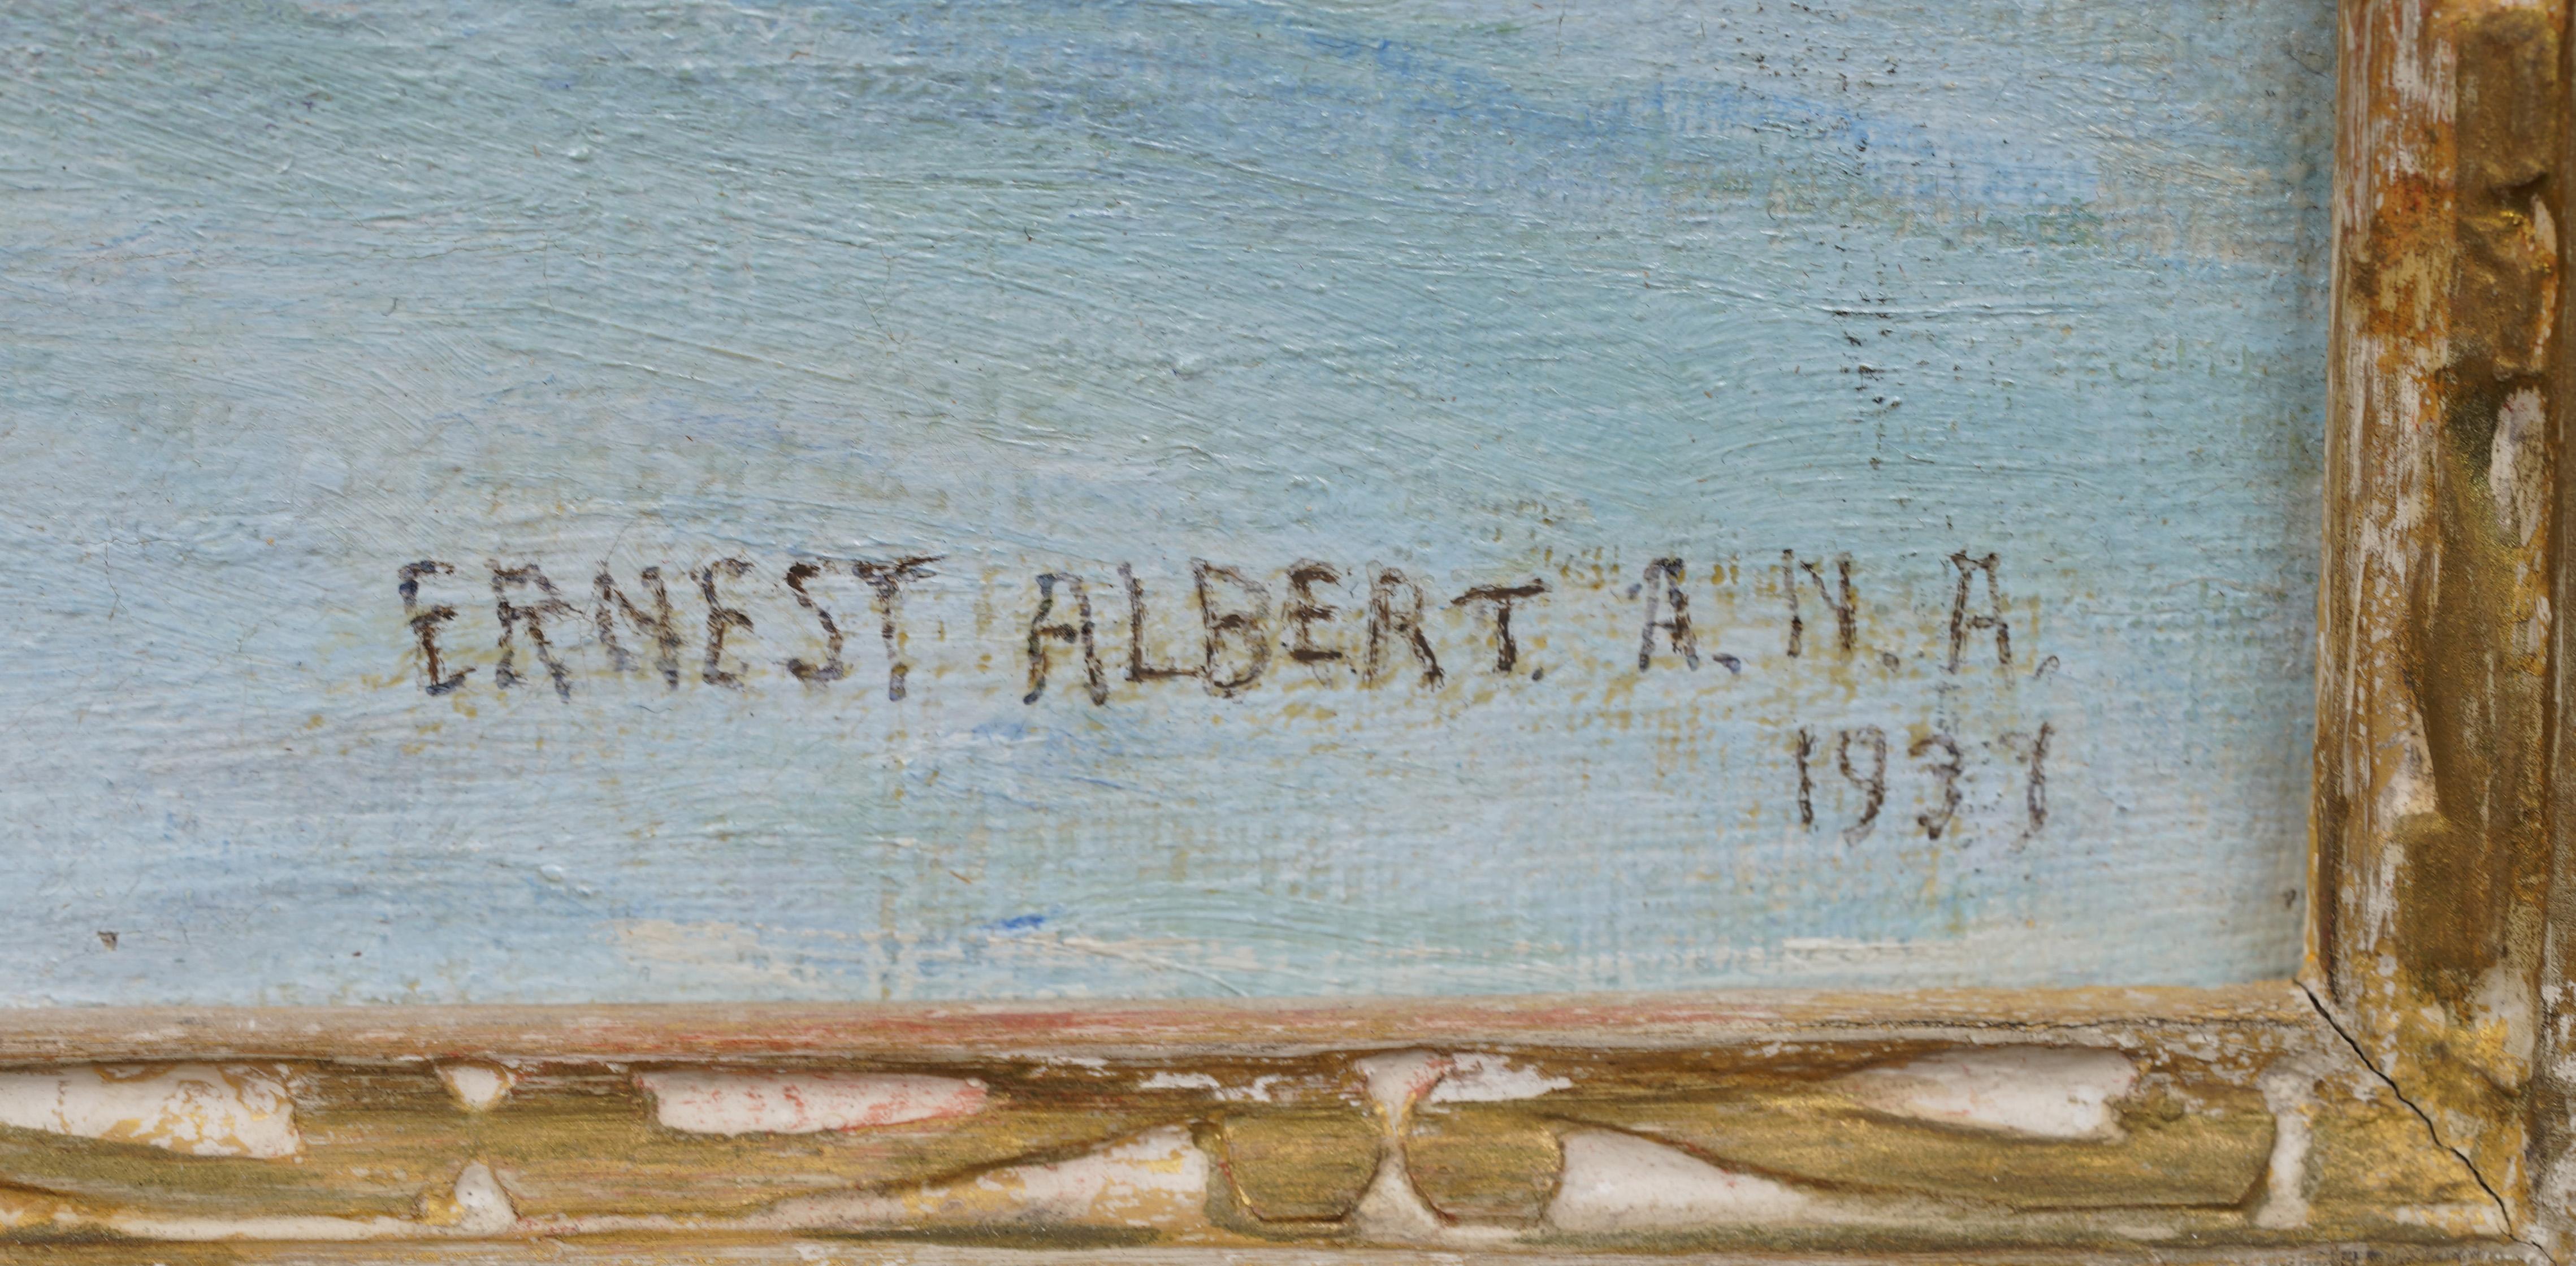 ERNEST ALBERT. A.N.A.
1937